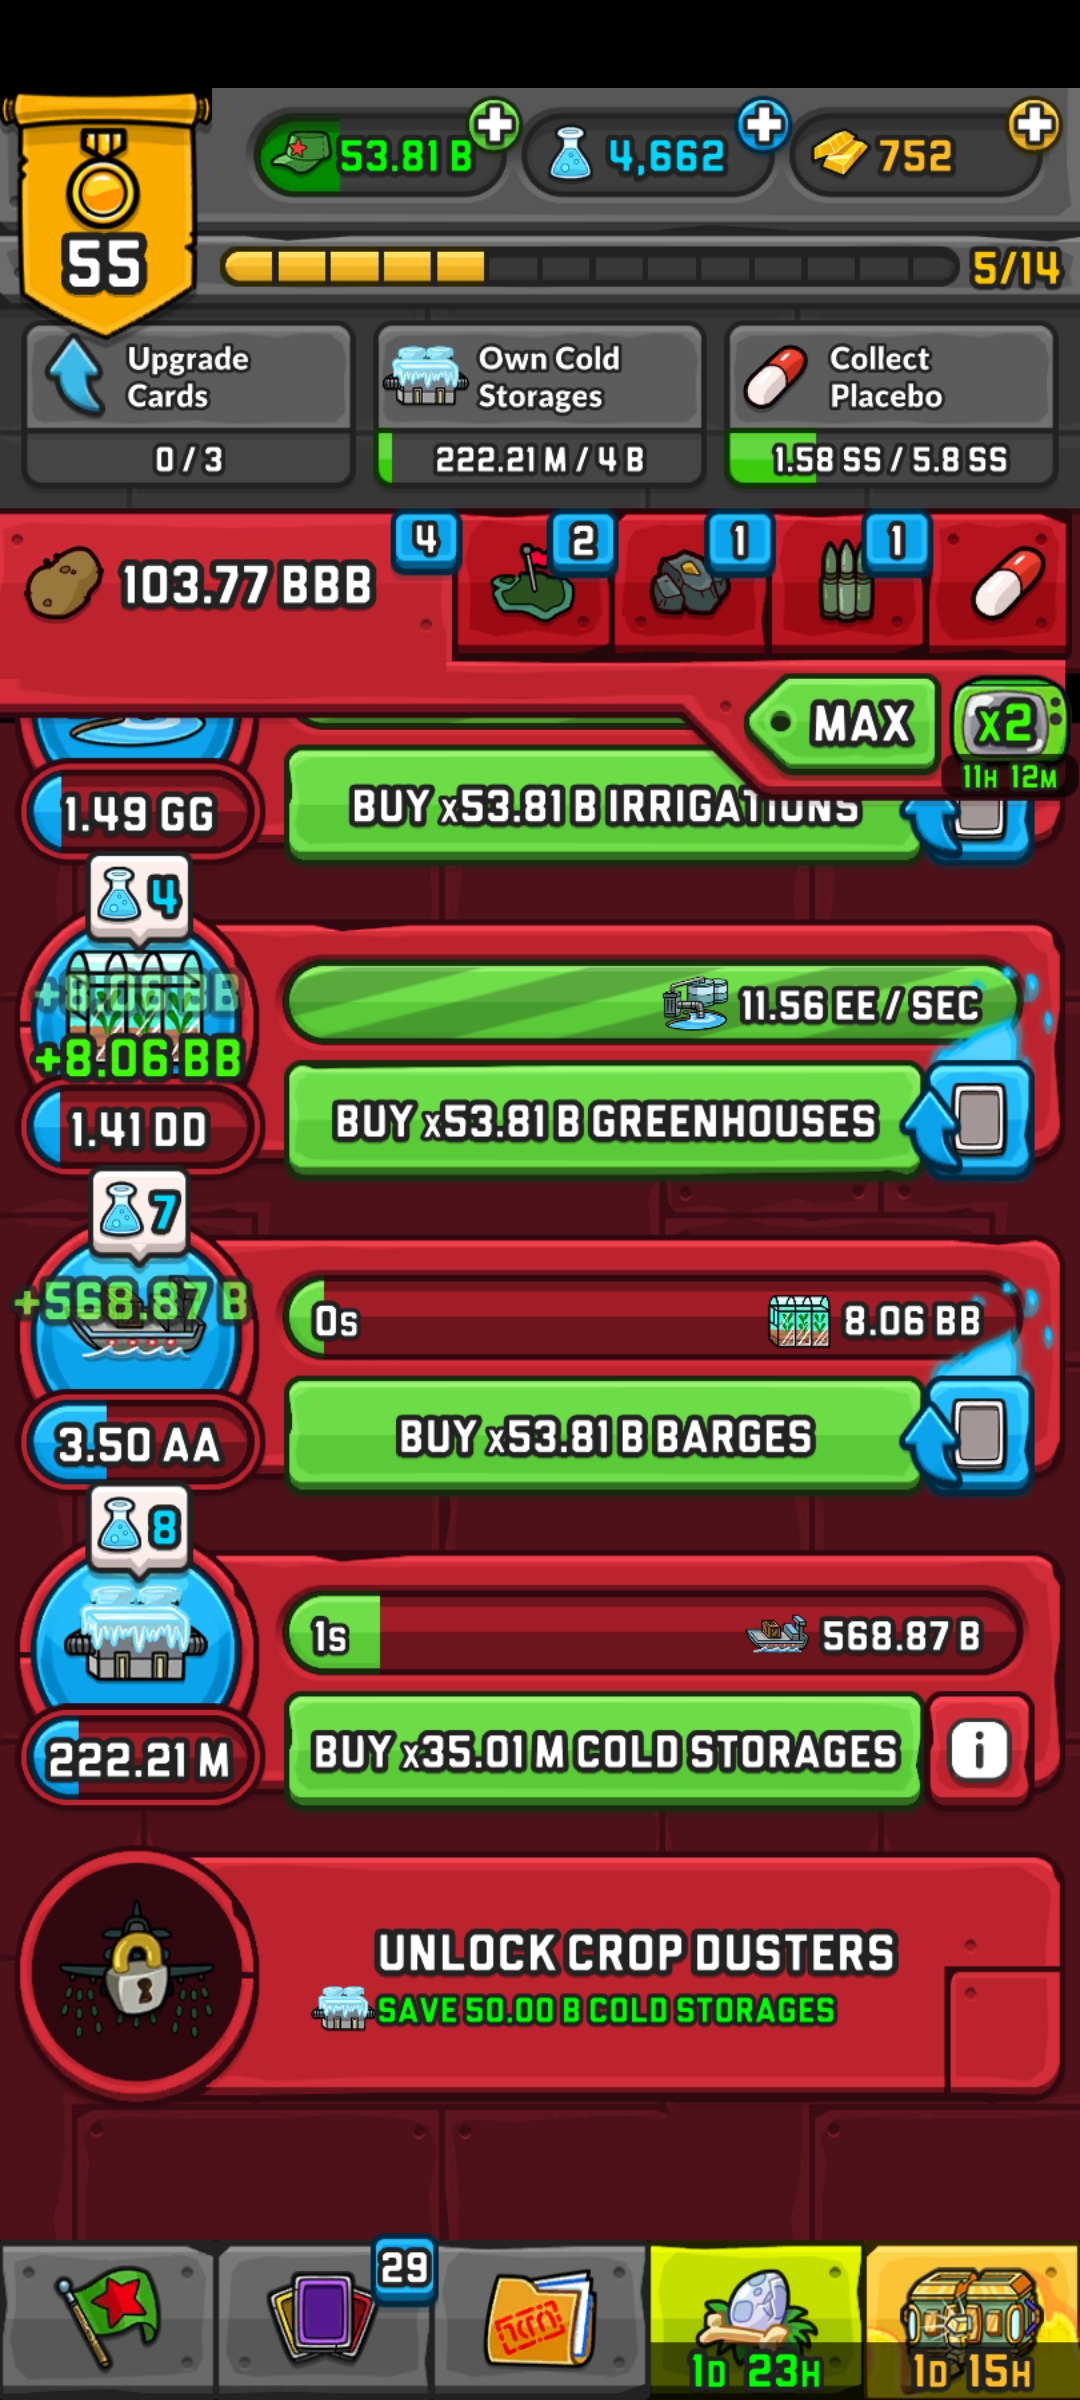 53.81 B
4,662
752
55
5/14
Upgrade
Cards
0 / 3
Own Cold
Storages
222.21 M / 4 B
Collect
Placebo
1.58 SS / 5.8 SS
103.77 BBB
4
2
1
1
MAX
x2
11H 12M
1.49 GG
BUY x53.81 B IRRIGATIONS
4
+8.06 BB
+8.06 BB
11.56 EE / SEC
1.41 DD
BUY x53.81 B GREENHOUSES
7
+568.87 B
0s
8.06 BB
3.50 AA
BUY x53.81 B BARGES
8
1s
568.87 B
222.21 M
BUY x35.01 M COLD STORAGES
i
UNLOCK CROP DUSTERS
SAVE 50.00 B COLD STORAGES
29
1D 23H
1D 15H